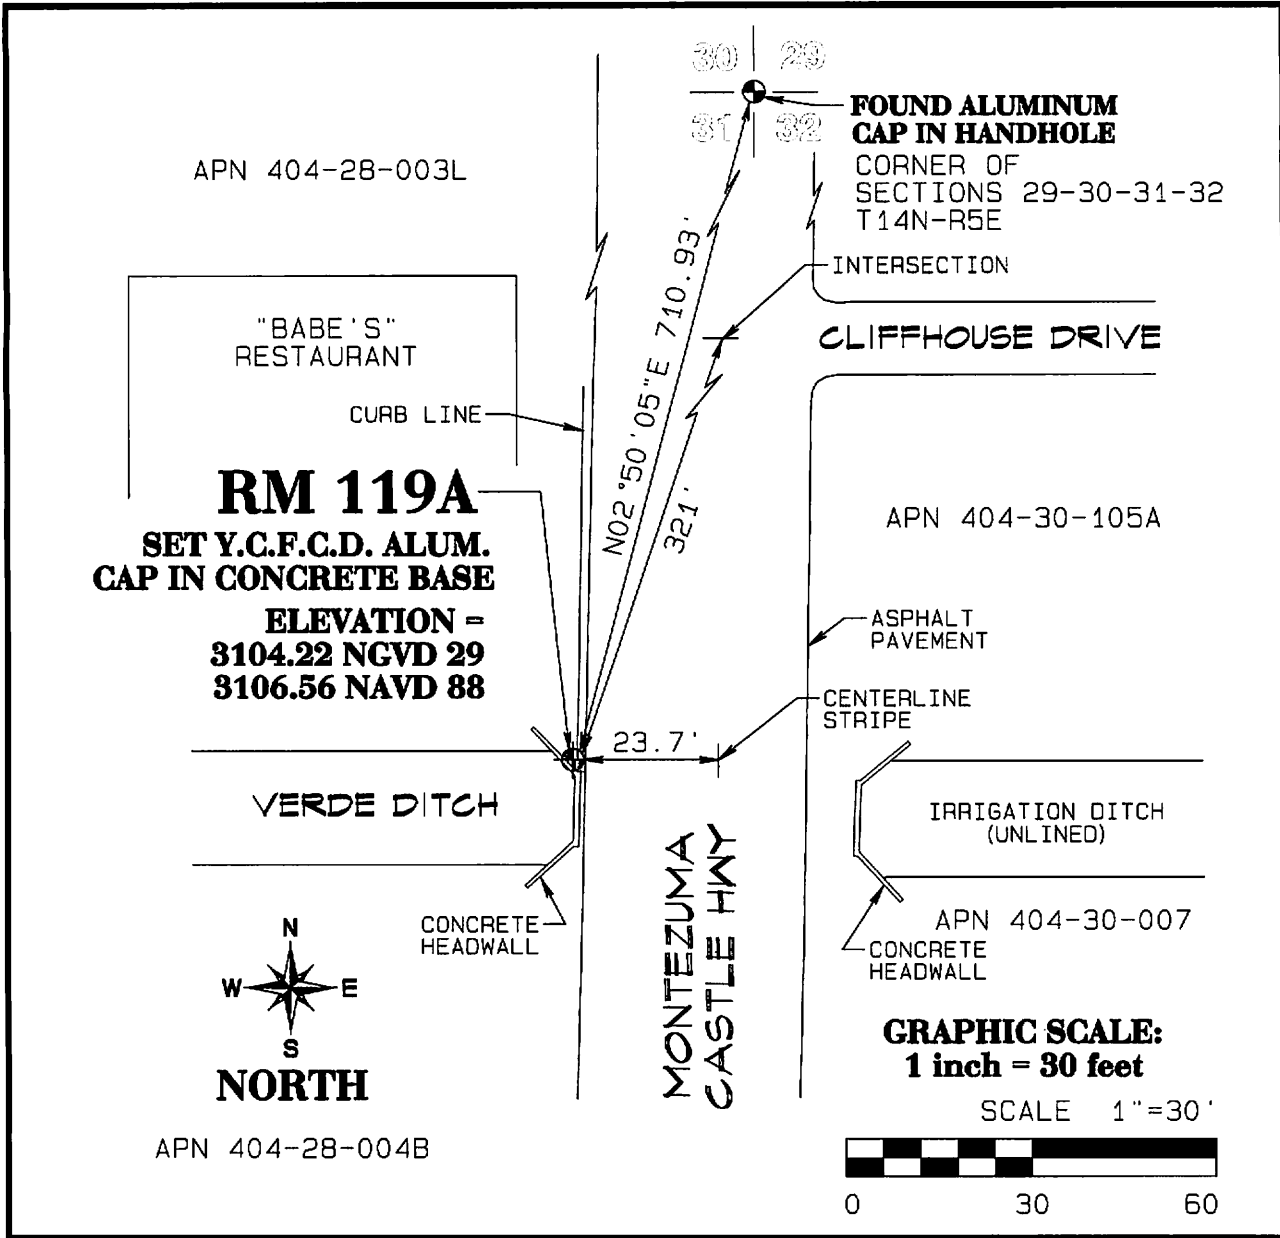 30 29
31 32
FOUND ALUMINUM
CAP IN HANDHOLE
CORNER OF
SECTIONS 29-30-31-32
T14N-R5E
APN 404-28-003L
INTERSECTION
"BABE'S"
RESTAURANT
CLIFFHOUSE DRIVE
N02°50'05"E 710.93'
321'
CURB LINE
RM 119A
SET Y.C.F.C.D. ALUM.
CAP IN CONCRETE BASE
ELEVATION =
3104.22 NGVD 29
3106.56 NAVD 88
APN 404-30-105A
ASPHALT
PAVEMENT
CENTERLINE
STRIPE
23.7'
VERDE DITCH
IRRIGATION DITCH
(UNLINED)
MONTEZUMA
CASTLE HWY
CONCRETE
HEADWALL
APN 404-30-007
CONCRETE
HEADWALL
N
W E
S
NORTH
APN 404-28-004B
GRAPHIC SCALE:
1 inch = 30 feet
SCALE 1"=30'
0 30 60